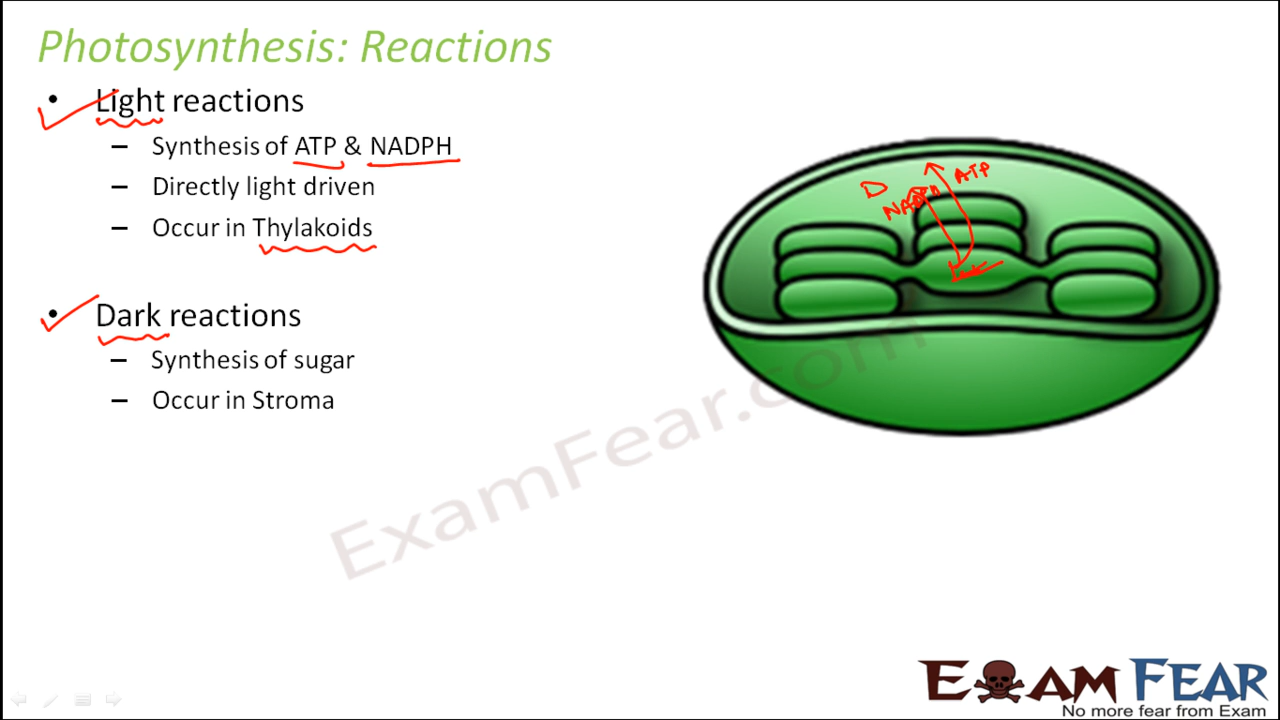 Photosynthesis: Reactions
• Light reactions
– Synthesis of ATP & NADPH
– Directly light driven
– Occur in Thylakoids
• Dark reactions
– Synthesis of sugar
– Occur in Stroma
D
ATP
NADPH
ExamFear.com
EXAM FEAR
No more fear from Exam